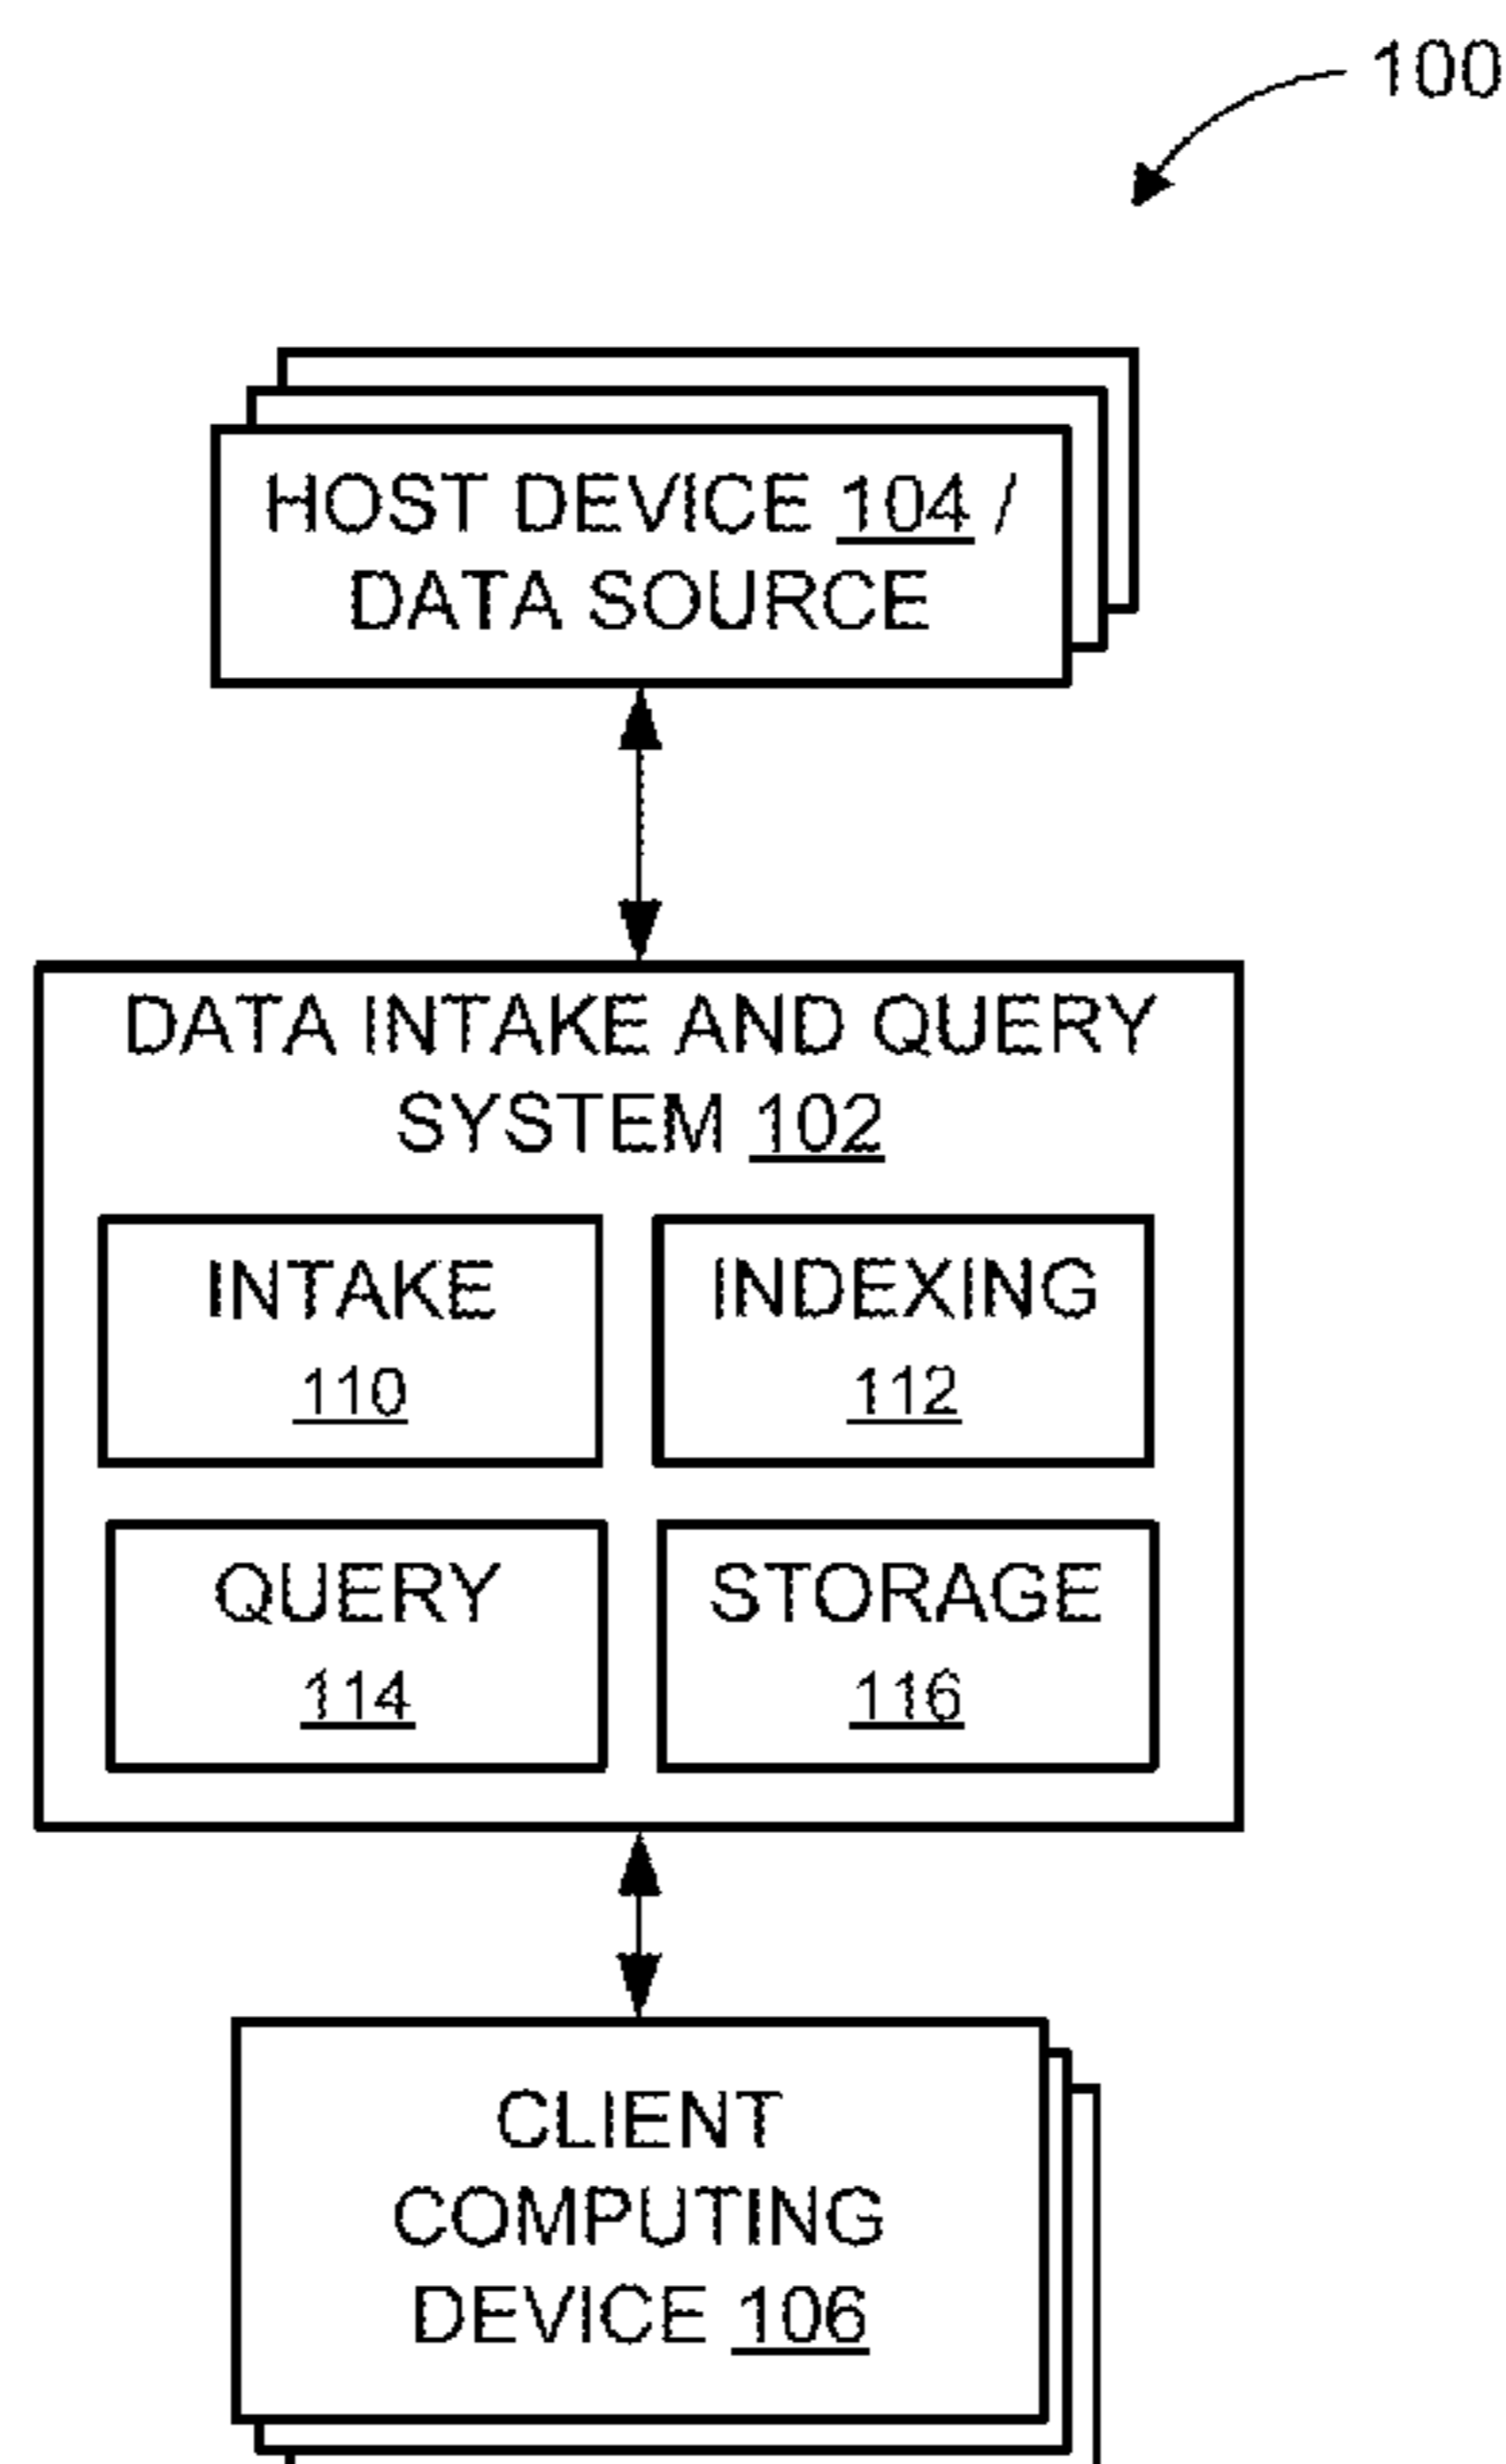 100
HOST DEVICE 104 /
DATA SOURCE
DATA INTAKE AND QUERY
SYSTEM 102
INTAKE
110
INDEXING
112
QUERY
114
STORAGE
116
CLIENT
COMPUTING
DEVICE 106